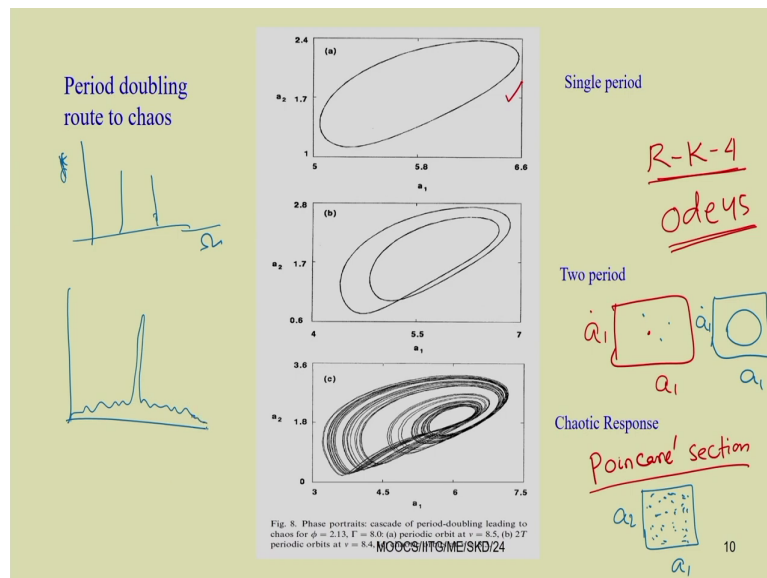 Period doubling
route to chaos
Ω
(a)
2.4
a₂ 1.7
1
5 5.8 6.6
a₁
(b)
2.8
a₂ 1.7
0.6
4 5.5 7
a₁
(c)
3.6
a₂ 1.8
0
3 4.5 6 7.5
a₁
Fig. 8. Phase portraits: cascade of period-doubling leading to
chaos for ϕ = 2.13, Γ = 8.0: (a) periodic orbit at ν = 8.5, (b) 2T
periodic orbits at ν = 8.4,
MOOCS/IITG/ME/SKD/24
Single period
R-K-4
ode45
Two period
ȧ₁
a₁
ȧ₁
a₁
Chaotic Response
Poincare' section
a₂
a₁
10